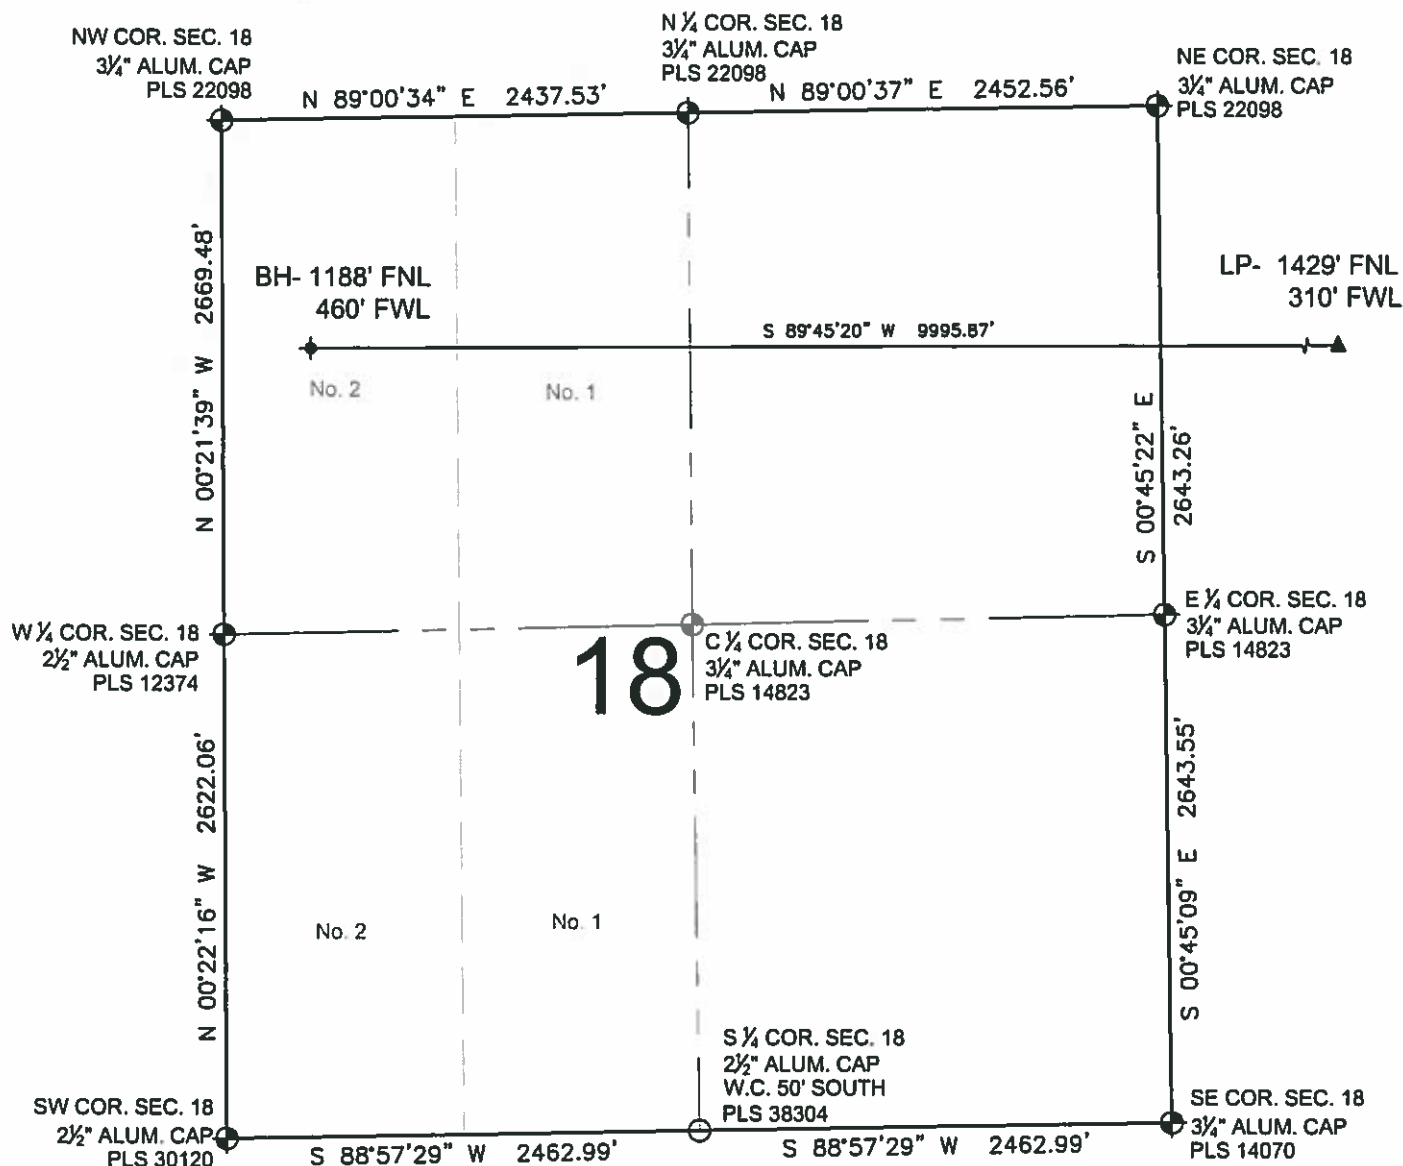 NW COR. SEC. 18
3¼" ALUM. CAP
PLS 22098
N ¼ COR. SEC. 18
3¼" ALUM. CAP
PLS 22098
NE COR. SEC. 18
3¼" ALUM. CAP
PLS 22098
N 89°00'34" E 2437.53'
N 89°00'37" E 2452.56'
N 00°21'39" W 2669.48'
BH- 1188' FNL
460' FWL
LP- 1429' FNL
310' FWL
S 89°45'20" W 9995.87'
No. 2
No. 1
S 00°45'22" E
2643.26'
W ¼ COR. SEC. 18
2½" ALUM. CAP
PLS 12374
18
C ¼ COR. SEC. 18
3¼" ALUM. CAP
PLS 14823
E ¼ COR. SEC. 18
3¼" ALUM. CAP
PLS 14823
N 00°22'16" W 2622.06'
No. 2
No. 1
S 00°45'09" E 2643.55'
SW COR. SEC. 18
2½" ALUM. CAP
PLS 30120
S ¼ COR. SEC. 18
2½" ALUM. CAP
W.C. 50' SOUTH
PLS 38304
SE COR. SEC. 18
3¼" ALUM. CAP
PLS 14070
S 88°57'29" W 2462.99'
S 88°57'29" W 2462.99'